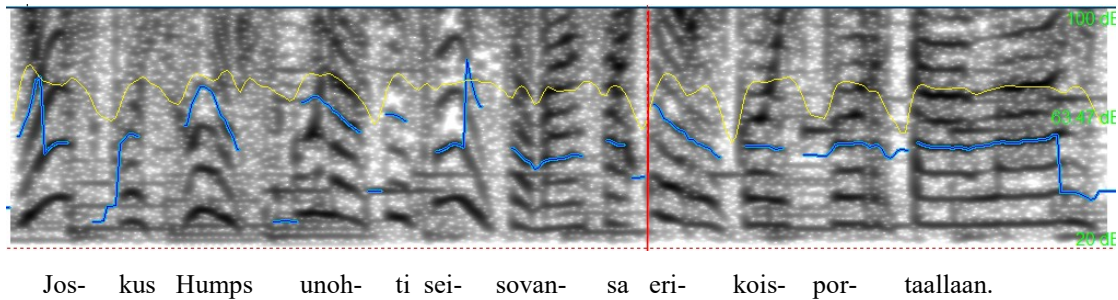 100 dB
63.47 dB
20 dB
Jos- kus Humps unoh- ti sei- sovan- sa eri- kois- por- taallaan.